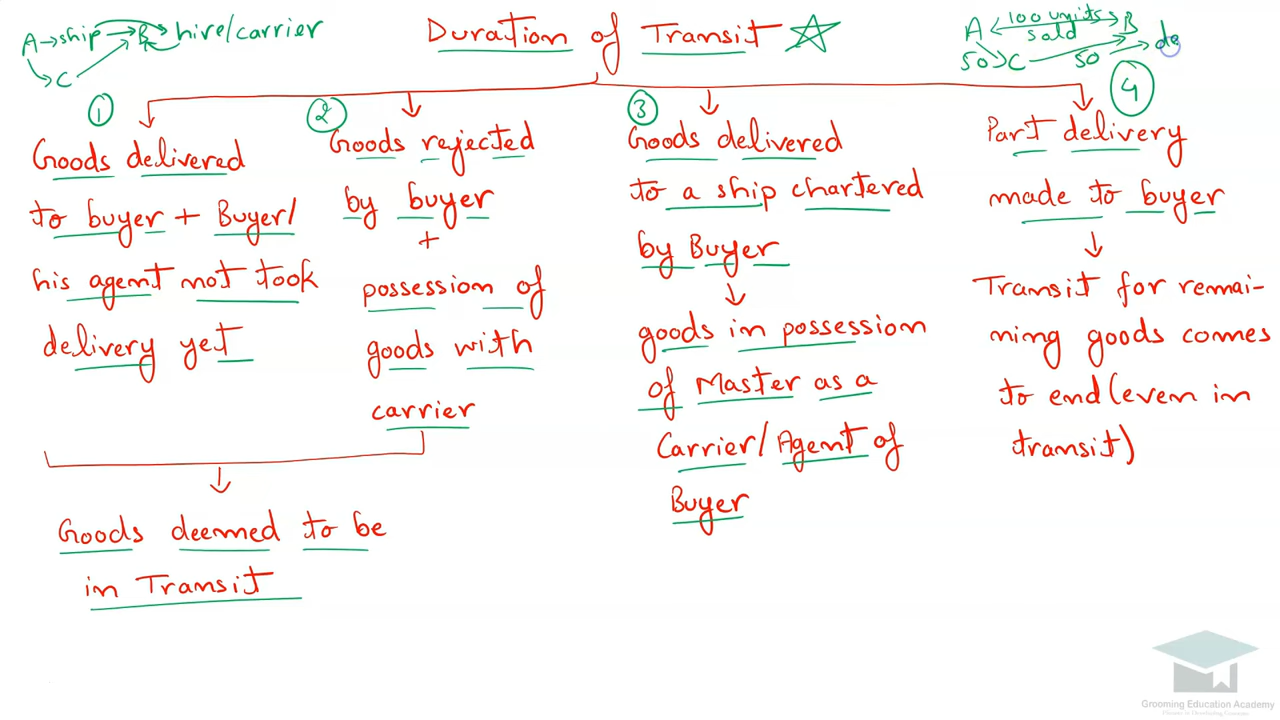 A → ship → B → hire/carrier
C
Duration of Transit
A 100 units B
sold
50 → C 50 → de
1
Goods delivered
to buyer + Buyer/
his agent not took
delivery yet
2
Goods rejected
by buyer
+
possession of
goods with
carrier
Goods deemed to be
in Transit
3
Goods delivered
to a ship chartered
by Buyer
goods in possession
of Master as a
Carrier/Agent of
Buyer
4
Part delivery
made to buyer
Transit for remai-
ning goods comes
to end (even in
transit)
Grooming Education Academy